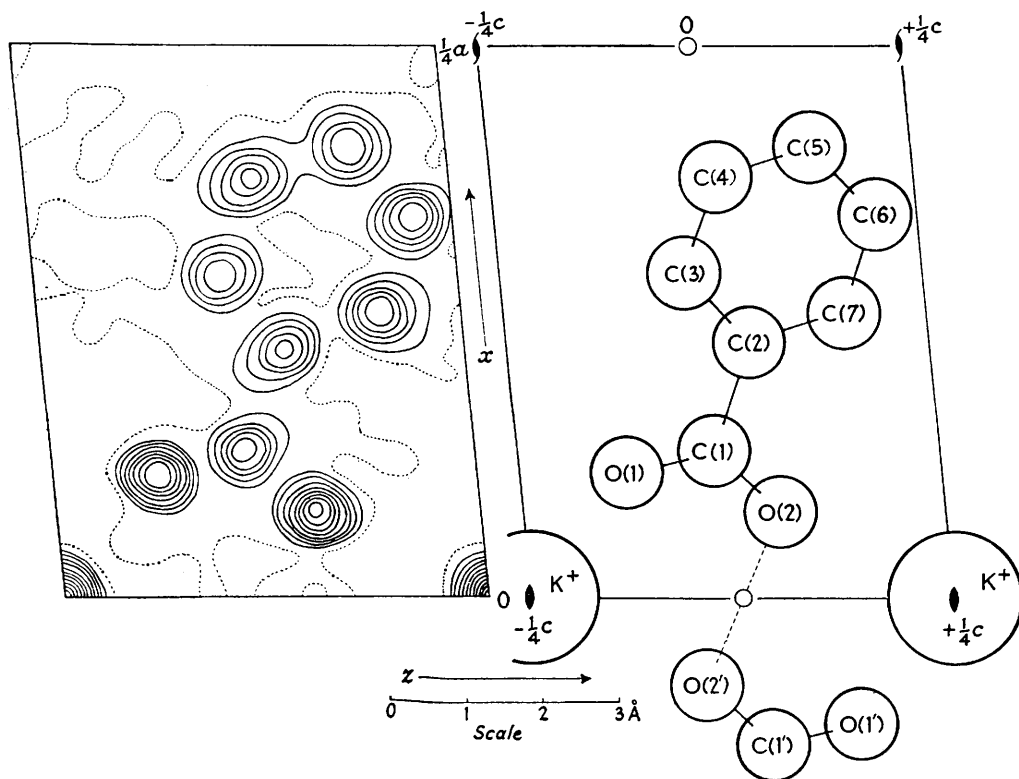 -¼c
0
+¼c
¼a
C(5)
C(4)
C(6)
C(3)
C(7)
C(2)
x
C(1)
O(1)
O(2)
0
K⁺
-¼c
K⁺
+¼c
z
O(2')
O(1')
C(1')
0 1 2 3 Å
Scale